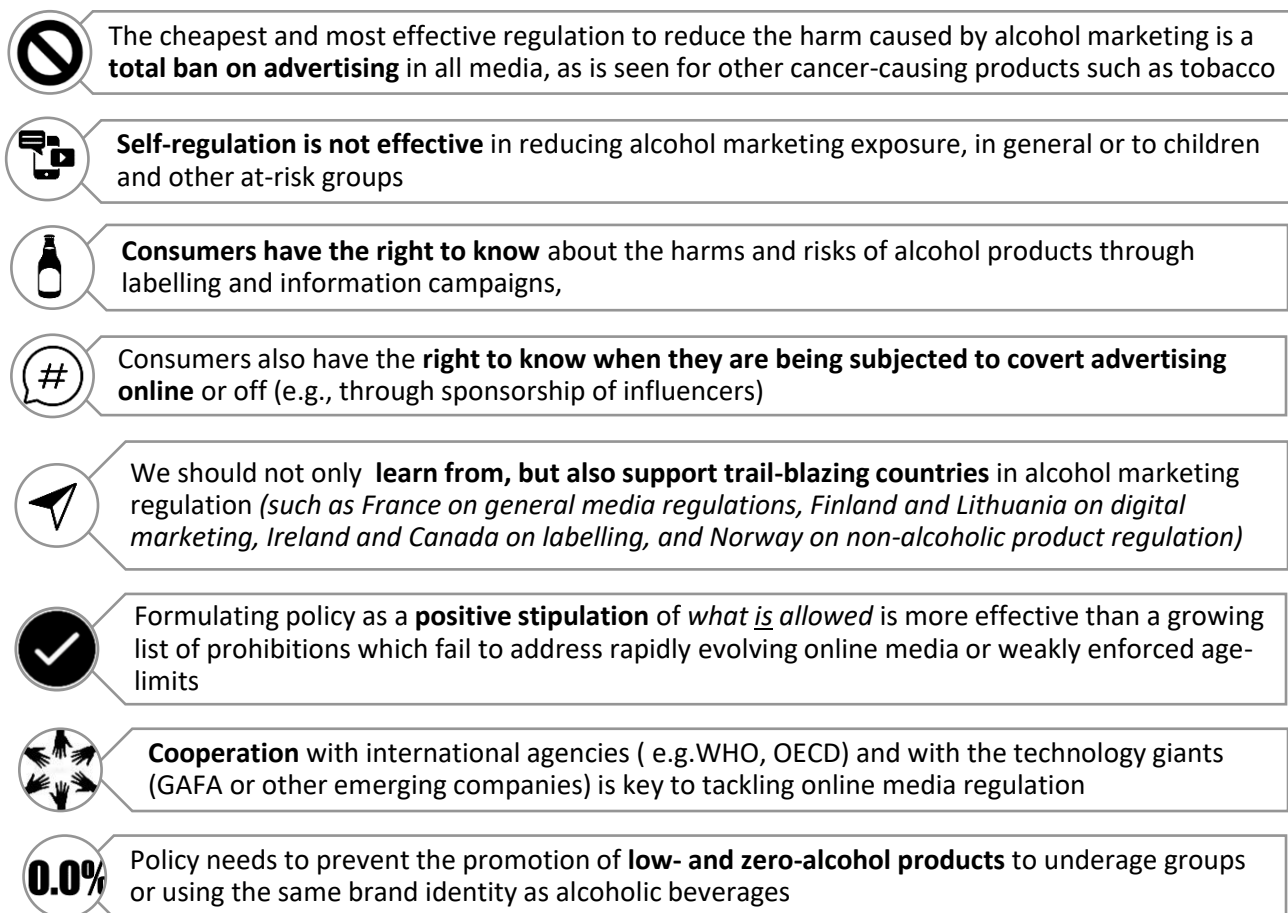 The cheapest and most effective regulation to reduce the harm caused by alcohol marketing is a
total ban on advertising in all media, as is seen for other cancer-causing products such as tobacco
Self-regulation is not effective in reducing alcohol marketing exposure, in general or to children
and other at-risk groups
Consumers have the right to know about the harms and risks of alcohol products through
labelling and information campaigns,
#
Consumers also have the right to know when they are being subjected to covert advertising
online or off (e.g., through sponsorship of influencers)
We should not only  learn from, but also support trail-blazing countries in alcohol marketing
regulation (such as France on general media regulations, Finland and Lithuania on digital
marketing, Ireland and Canada on labelling, and Norway on non-alcoholic product regulation)
Formulating policy as a positive stipulation of what is allowed is more effective than a growing
list of prohibitions which fail to address rapidly evolving online media or weakly enforced age-
limits
Cooperation with international agencies ( e.g.WHO, OECD) and with the technology giants
(GAFA or other emerging companies) is key to tackling online media regulation
0.0%
Policy needs to prevent the promotion of low- and zero-alcohol products to underage groups
or using the same brand identity as alcoholic beverages